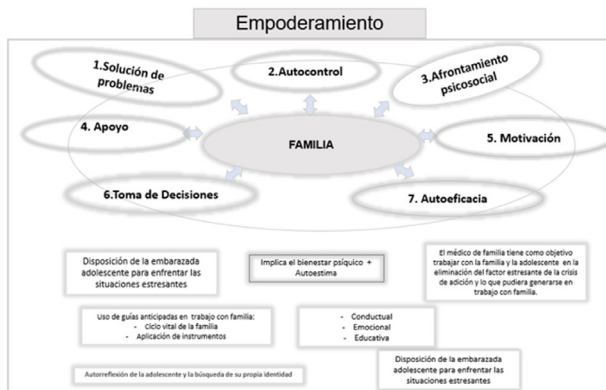 Empoderamiento
1.Solución de
problemas
2.Autocontrol
3.Afrontamiento
psicosocial
4. Apoyo
FAMILIA
5. Motivación
6.Toma de Decisiones
7. Autoeficacia
Disposición de la embarazada
adolescente para enfrentar las
situaciones estresantes
Implica el bienestar psíquico +
Autoestima
El médico de familia tiene como objetivo
trabajar con la familia y la adolescente en la
eliminación del factor estresante de la crisis
de adición y lo que pudiera generarse en
trabajo con familia.
Uso de guías anticipadas en trabajo con familia:
- Ciclo vital de la familia
- Aplicación de instrumentos
- Conductual
- Emocional
- Educativa
Autorreflexión de la adolescente y la búsqueda de su propia identidad
Disposición de la embarazada
adolescente para enfrentar las
situaciones estresantes